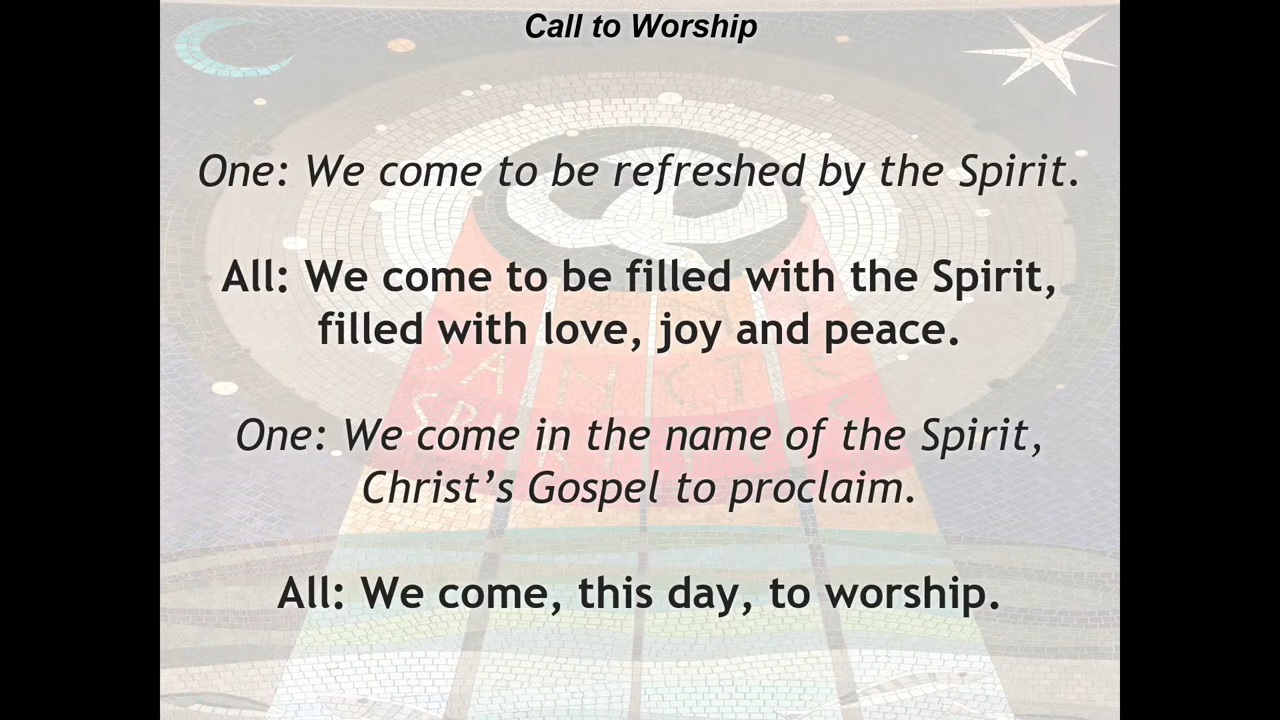 Call to Worship
One: We come to be refreshed by the Spirit.
All: We come to be filled with the Spirit,
filled with love, joy and peace.
One: We come in the name of the Spirit,
Christ’s Gospel to proclaim.
All: We come, this day, to worship.